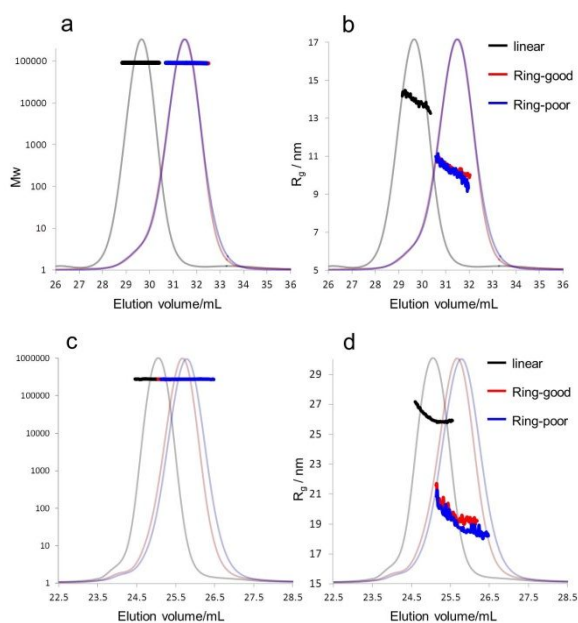 a
b
Mw
100000
10000
1000
100
10
1
26 27 28 29 30 31 32 33 34 35 36
Elution volume/mL
Rg / nm
17
15
13
11
9
7
5
26 27 28 29 30 31 32 33 34 35 36
Elution volume/mL
linear
Ring-good
Ring-poor
c
d
1000000
100000
10000
1000
100
10
1
22.5 23.5 24.5 25.5 26.5 27.5 28.5
Elution volume/mL
Rg / nm
29
27
25
23
21
19
17
15
22.5 23.5 24.5 25.5 26.5 27.5 28.5
Elution volume/mL
linear
Ring-good
Ring-poor